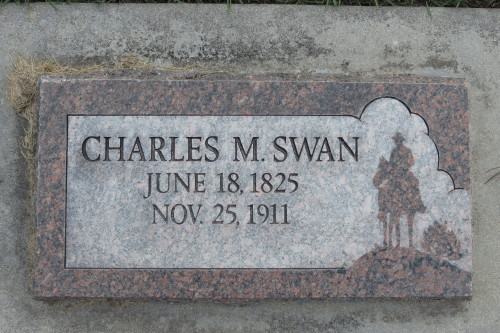 CHARLES M. SWAN
JUNE 18, 1825
NOV. 25, 1911